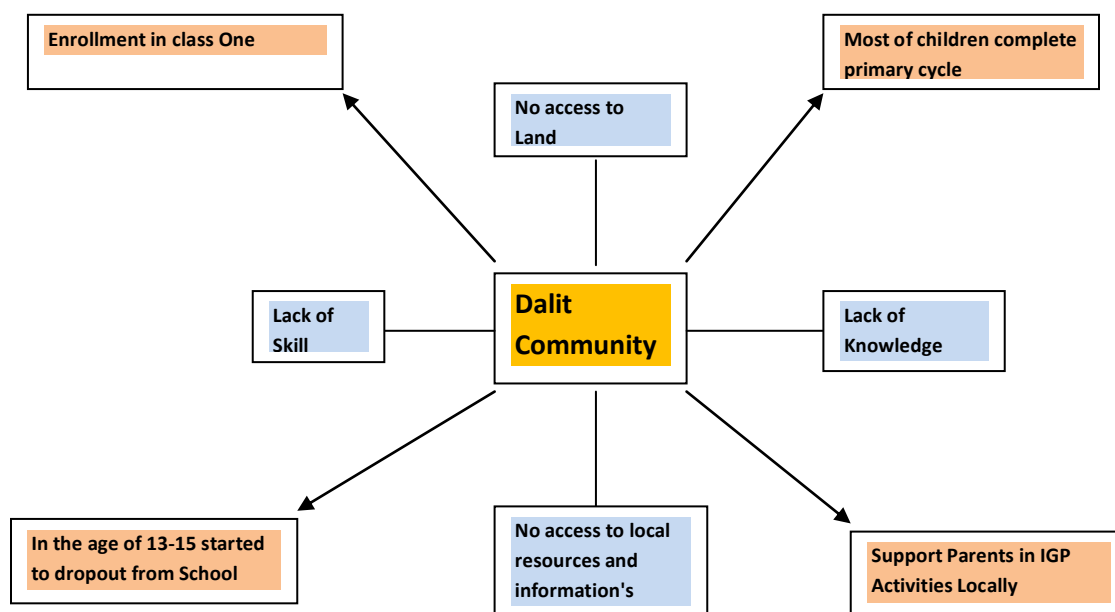 Enrollment in class One
Most of children complete
primary cycle
No access to
Land
Dalit
Community
Lack of
Skill
Lack of
Knowledge
In the age of 13-15 started
to dropout from School
No access to local
resources and
information's
Support Parents in IGP
Activities Locally